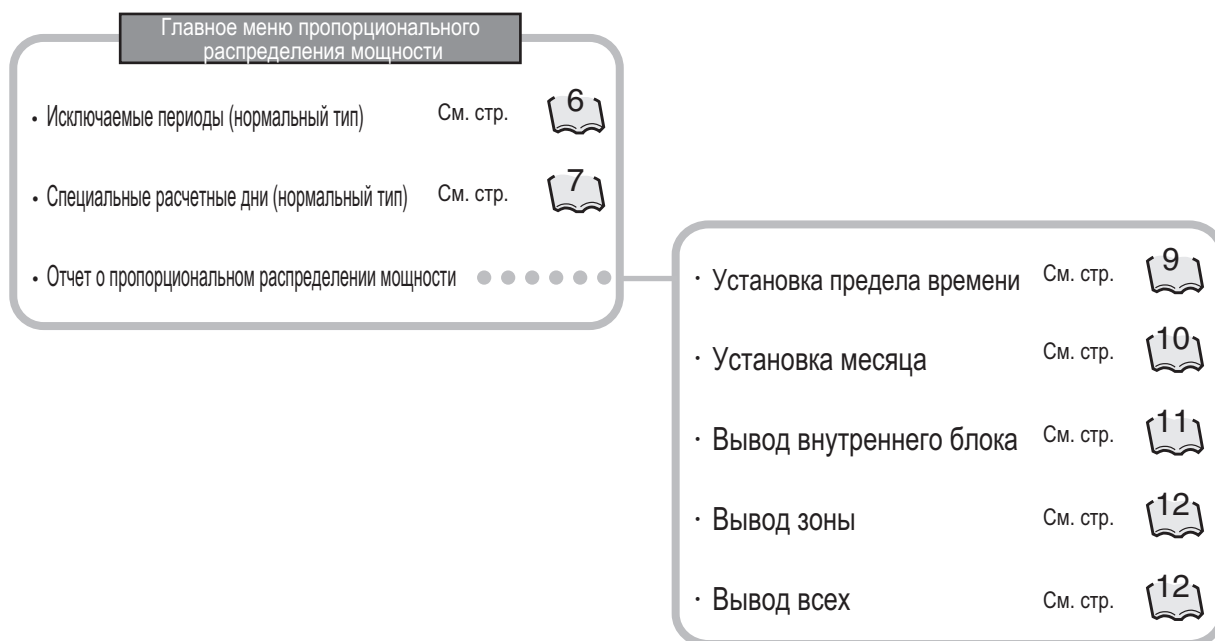 Главное меню пропорционального
распределения мощности
• Исключаемые периоды (нормальный тип) См. стр. 6
• Специальные расчетные дни (нормальный тип) См. стр. 7
• Отчет о пропорциональном распределении мощности
· Установка предела времени См. стр. 9
· Установка месяца См. стр. 10
· Вывод внутреннего блока См. стр. 11
· Вывод зоны См. стр. 12
· Вывод всех См. стр. 12